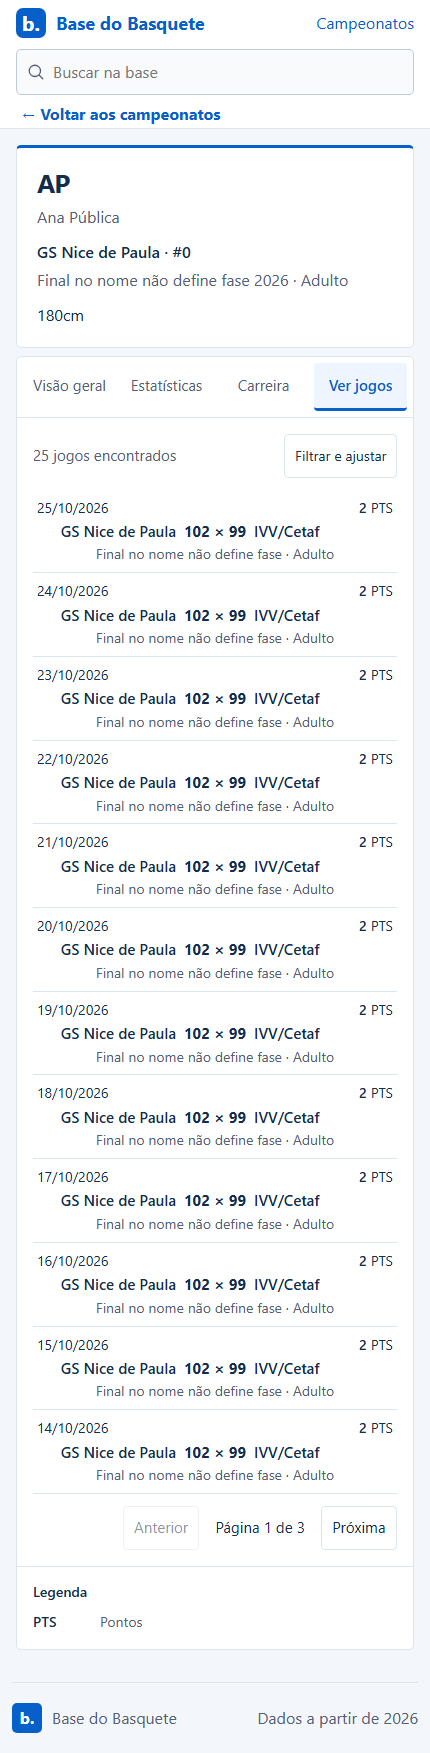 b. Base do Basquete Campeonatos
Buscar na base
← Voltar aos campeonatos
AP
Ana Pública
GS Nice de Paula · #0
Final no nome não define fase 2026 · Adulto
180cm
Visão geral Estatísticas Carreira Ver jogos
25 jogos encontrados Filtrar e ajustar
25/10/2026 2 PTS
GS Nice de Paula 102 × 99 IVV/Cetaf
Final no nome não define fase · Adulto
24/10/2026 2 PTS
GS Nice de Paula 102 × 99 IVV/Cetaf
Final no nome não define fase · Adulto
23/10/2026 2 PTS
GS Nice de Paula 102 × 99 IVV/Cetaf
Final no nome não define fase · Adulto
22/10/2026 2 PTS
GS Nice de Paula 102 × 99 IVV/Cetaf
Final no nome não define fase · Adulto
21/10/2026 2 PTS
GS Nice de Paula 102 × 99 IVV/Cetaf
Final no nome não define fase · Adulto
20/10/2026 2 PTS
GS Nice de Paula 102 × 99 IVV/Cetaf
Final no nome não define fase · Adulto
19/10/2026 2 PTS
GS Nice de Paula 102 × 99 IVV/Cetaf
Final no nome não define fase · Adulto
18/10/2026 2 PTS
GS Nice de Paula 102 × 99 IVV/Cetaf
Final no nome não define fase · Adulto
17/10/2026 2 PTS
GS Nice de Paula 102 × 99 IVV/Cetaf
Final no nome não define fase · Adulto
16/10/2026 2 PTS
GS Nice de Paula 102 × 99 IVV/Cetaf
Final no nome não define fase · Adulto
15/10/2026 2 PTS
GS Nice de Paula 102 × 99 IVV/Cetaf
Final no nome não define fase · Adulto
14/10/2026 2 PTS
GS Nice de Paula 102 × 99 IVV/Cetaf
Final no nome não define fase · Adulto
Anterior Página 1 de 3 Próxima
Legenda
PTS Pontos
b. Base do Basquete Dados a partir de 2026